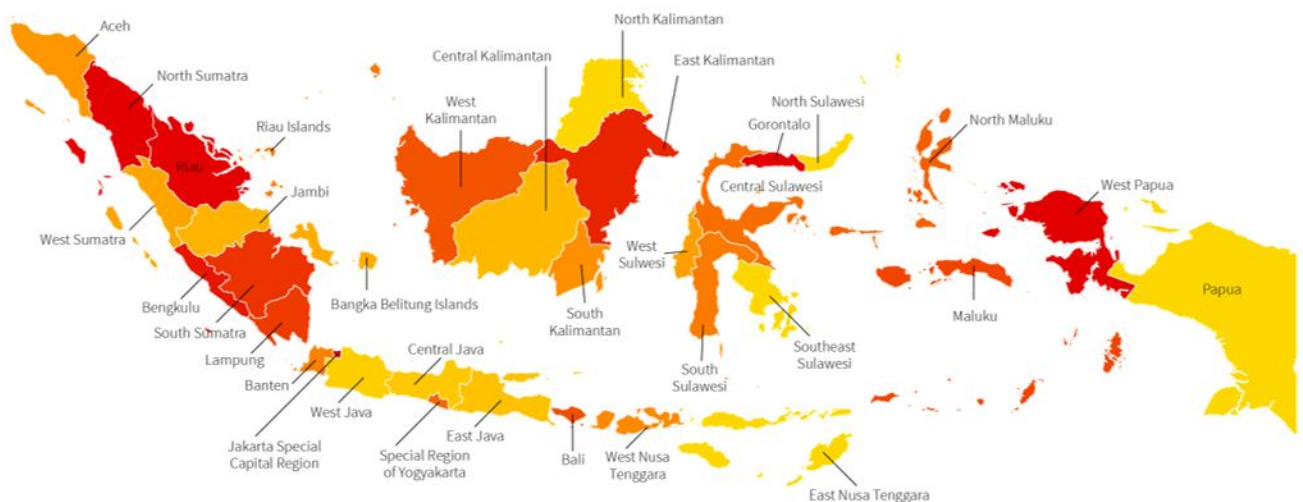 North Kalimantan
Aceh
Central Kalimantan
East Kalimantan
North Sumatra
North Sulawesi
West
Kalimantan
Gorontalo
Riau Islands
North Maluku
Riau
Central Sulawesi
West Papua
Jambi
West Sumatra
West
Sulwesi
Papua
Bengkulu
Bangka Belitung Islands
South
Kalimantan
Maluku
South Sumatra
Southeast
Sulawesi
Lampung
Central Java
South
Sulawesi
Banten
West Java
East Java
Jakarta Special
Capital Region
Special Region
of Yogyakarta
Bali
West Nusa
Tenggara
East Nusa Tenggara